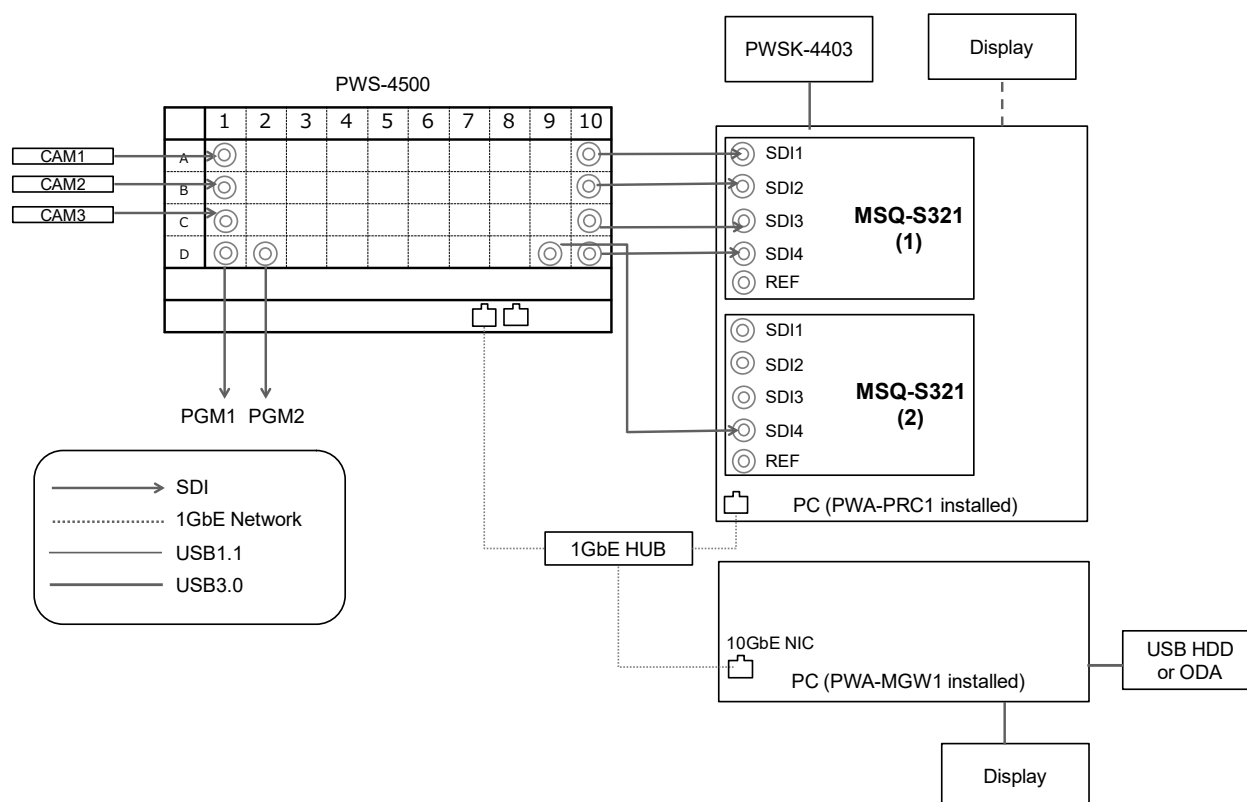 PWS-4500
1 2 3 4 5 6 7 8 9 10
A
B
C
D
CAM1
CAM2
CAM3
PGM1 PGM2
SDI
1GbE Network
USB1.1
USB3.0
PWSK-4403
Display
SDI1
SDI2
SDI3
SDI4
REF
MSQ-S321
(1)
SDI1
SDI2
SDI3
SDI4
REF
MSQ-S321
(2)
PC (PWA-PRC1 installed)
1GbE HUB
10GbE NIC
PC (PWA-MGW1 installed)
USB HDD
or ODA
Display